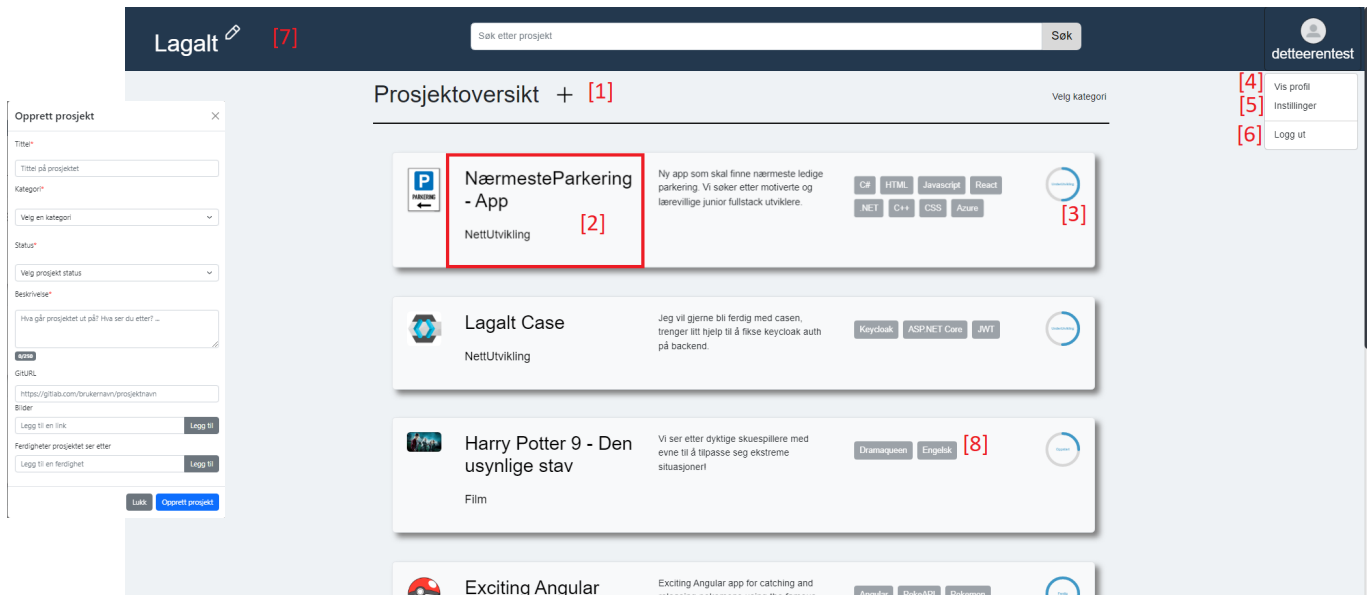 Lagalt
[7]
Søk etter prosjekt
Søk
detteerentest
[4] Vis profil
[5] Instillinger
[6] Logg ut
Prosjektoversikt + [1]
Velg kategori
Opprett prosjekt ×
Tittel*
Tittel på prosjektet
Kategori*
Velg en kategori
Status*
Velg prosjekt status
Beskrivelse*
Hva går prosjektet ut på? Hva ser du etter? ...
0/250
GitURL
https://gitlab.com/brukernavn/prosjektnavn
Bilder
Legg til en link
Legg til
Ferdigheter prosjektet ser etter
Legg til en ferdighet
Legg til
Lukk
Opprett prosjekt
P
PARKERING
NærmesteParkering
- App
[2]
NettUtvikling
Ny app som skal finne nærmeste ledige
parkering. Vi søker etter motiverte og
lærevillige junior fullstack utviklere.
C# HTML Javascript React
.NET C++ CSS Azure
[3]
Lagalt Case
NettUtvikling
Jeg vil gjerne bli ferdig med casen,
trenger litt hjelp til å fikse keycloak auth
på backend.
Keycloak ASP.NET Core JWT
Harry Potter 9 - Den
usynlige stav
Film
Vi ser etter dyktige skuespillere med
evne til å tilpasse seg ekstreme
situasjoner!
Dramaqueen Engelsk [8]
Exciting Angular
Exciting Angular app for catching and
Angular PokeAPI Pokemon